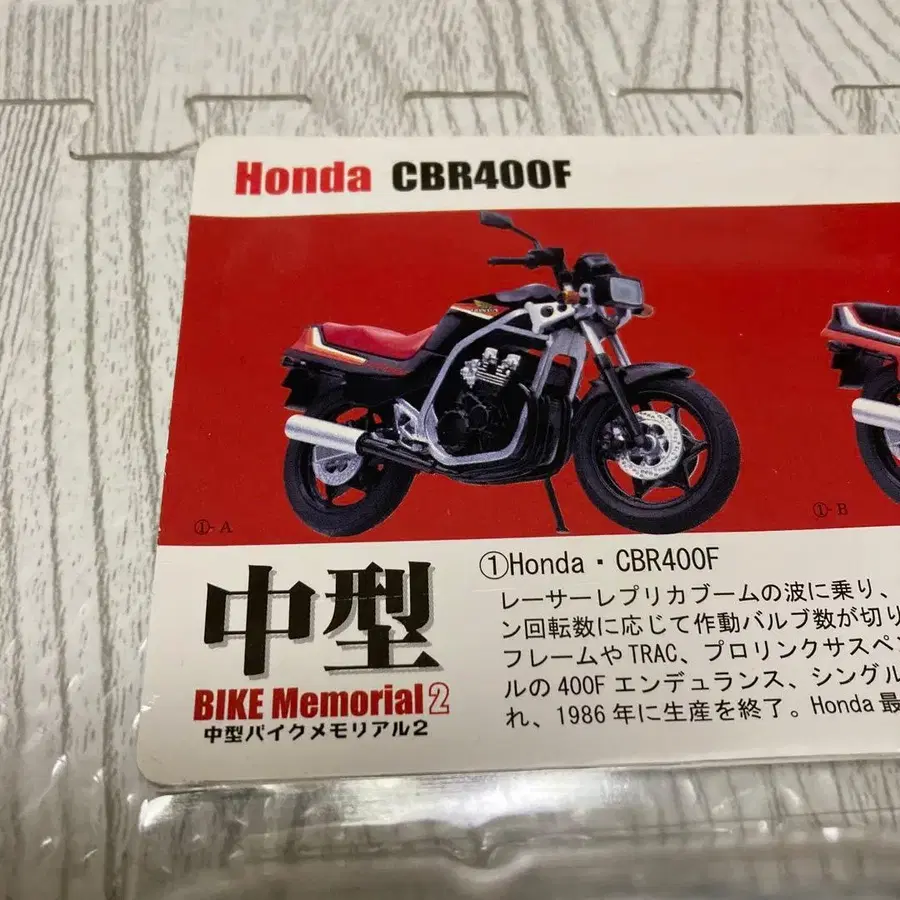 Honda CBR400F
①-A
①-B
中型
BIKE Memorial2
中型バイクメモリアル2
①Honda・CBR400F
レーサーレプリカブームの波に乗り、
ン回転数に応じて作動バルブ数が切り
フレームやTRAC、プロリンクサスペン
ルの400Fエンデュランス、シングル
れ、1986年に生産を終了。Honda最